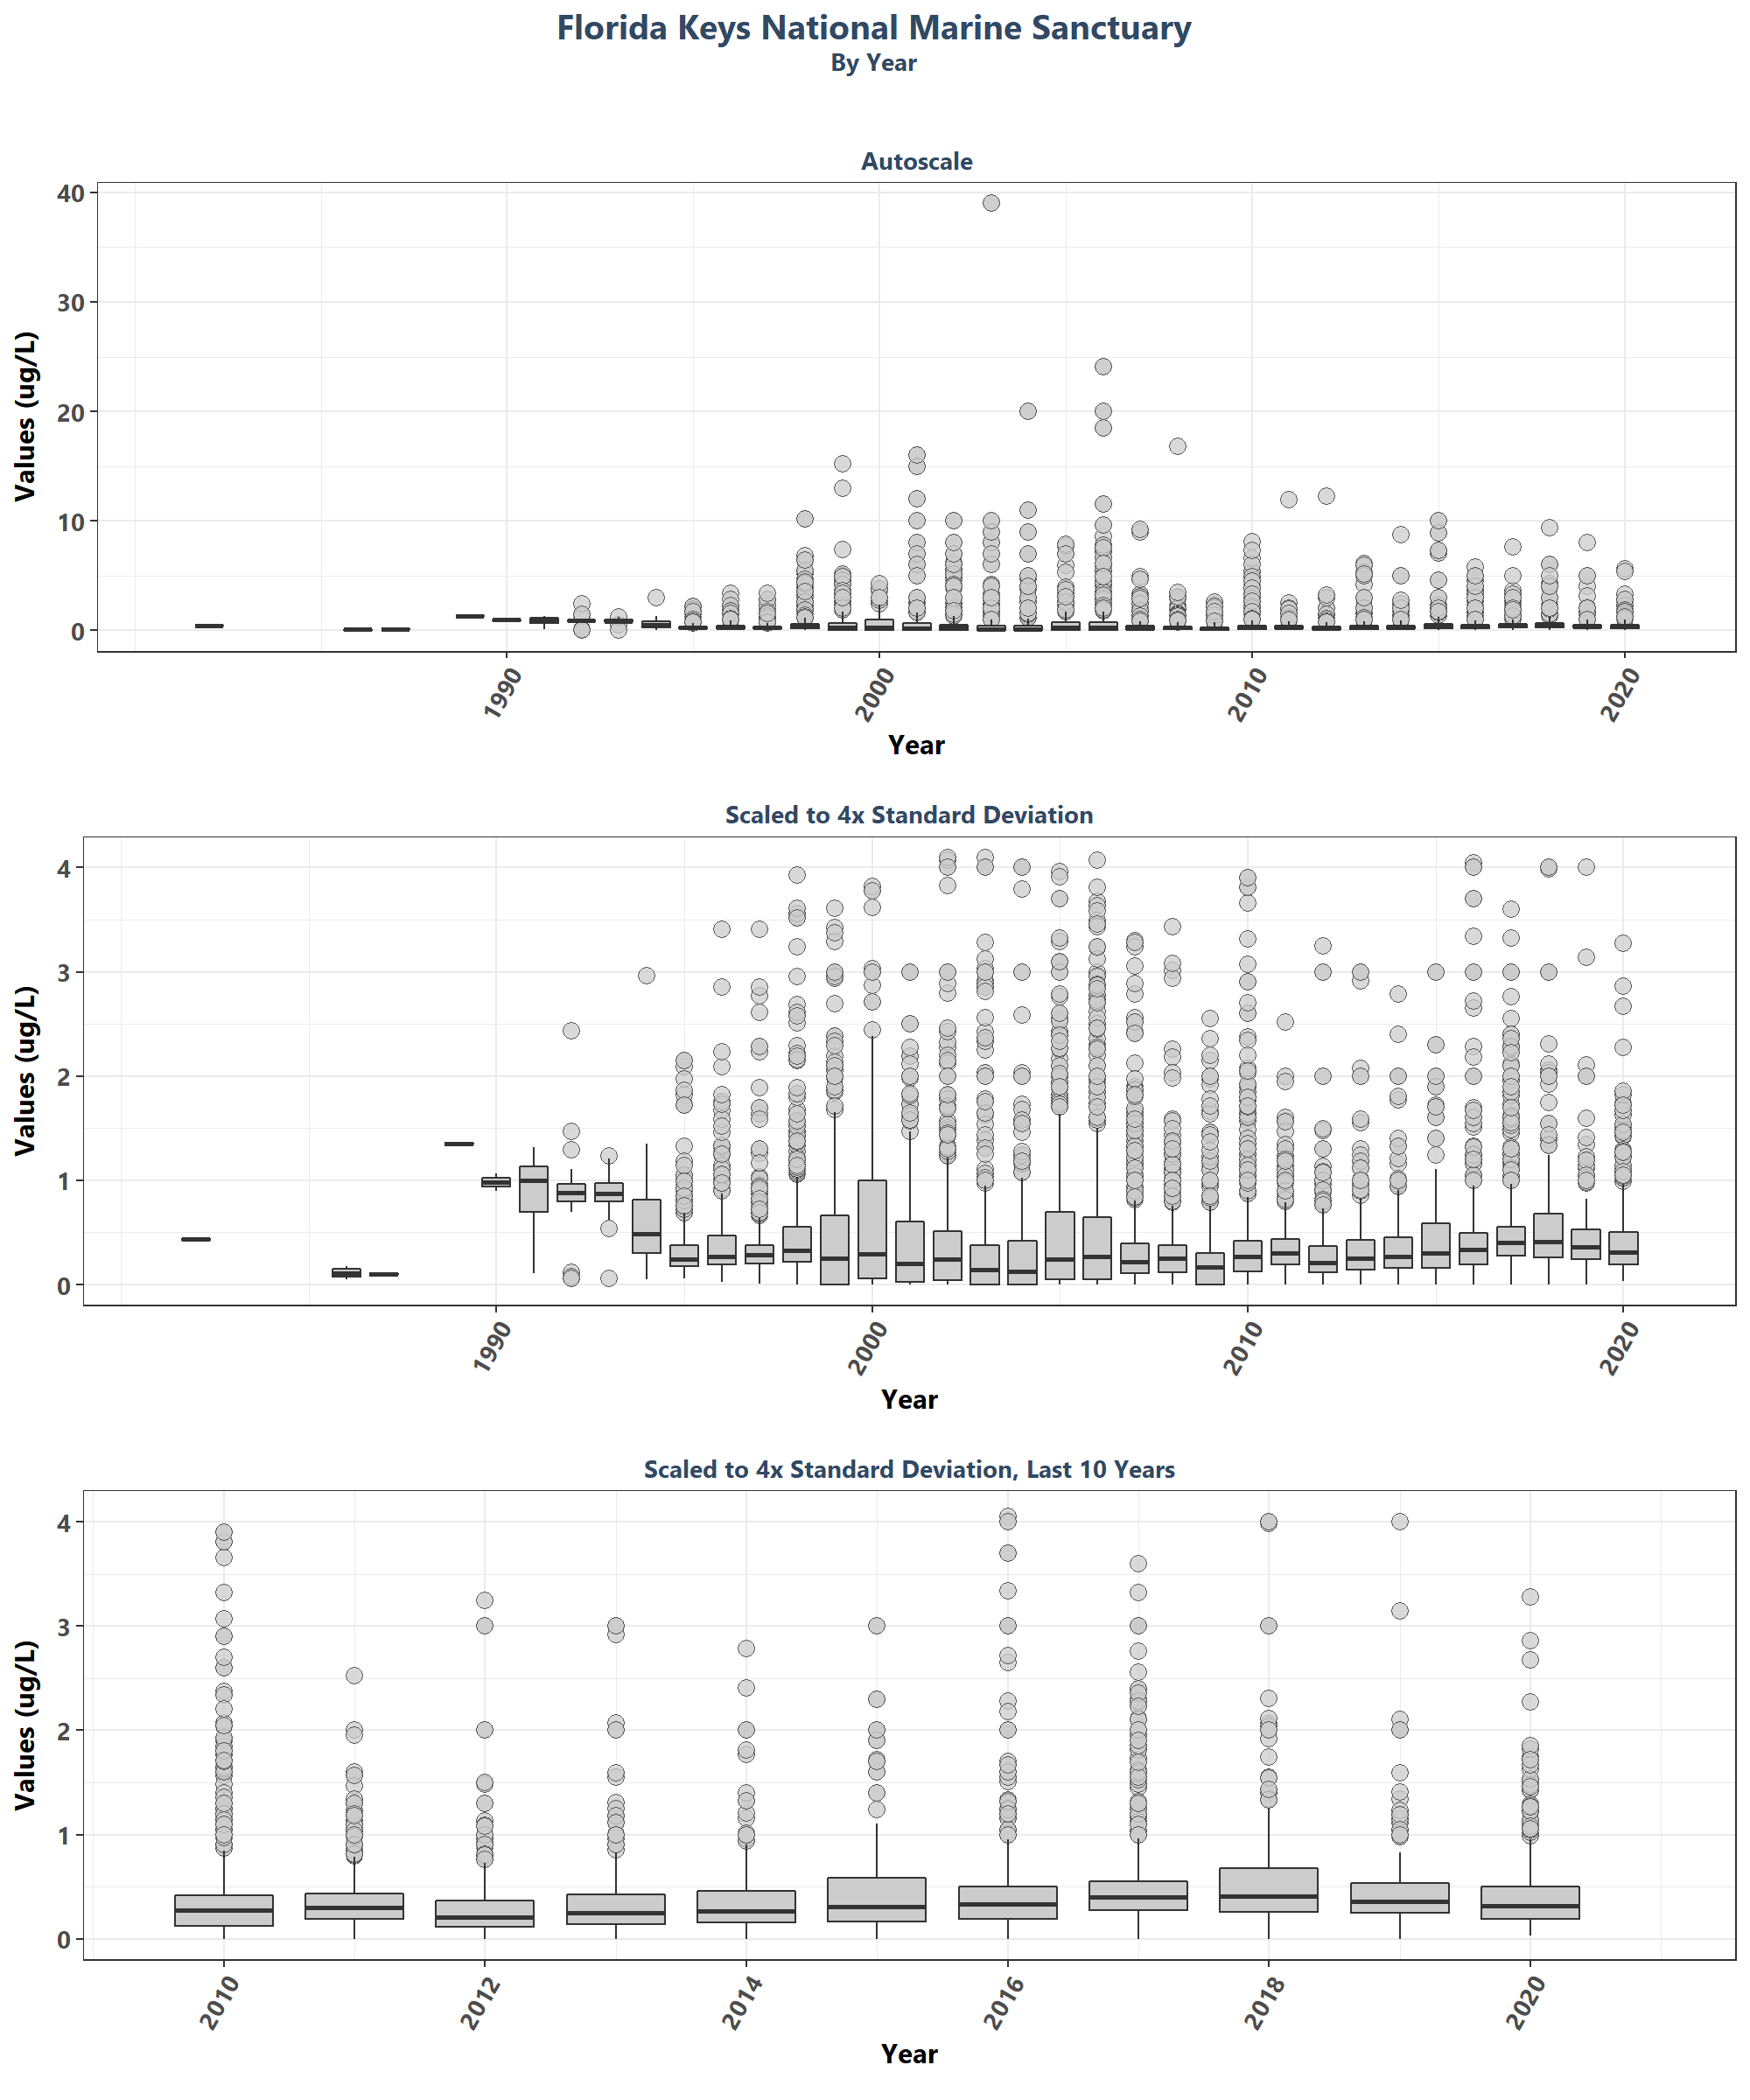 Florida Keys National Marine Sanctuary
By Year
Autoscale
40
30
20
10
0
Values (ug/L)
1990
2000
2010
2020
Year
Scaled to 4x Standard Deviation
4
3
2
1
0
Values (ug/L)
1990
2000
2010
2020
Year
Scaled to 4x Standard Deviation, Last 10 Years
4
3
2
1
0
Values (ug/L)
2010
2012
2014
2016
2018
2020
Year